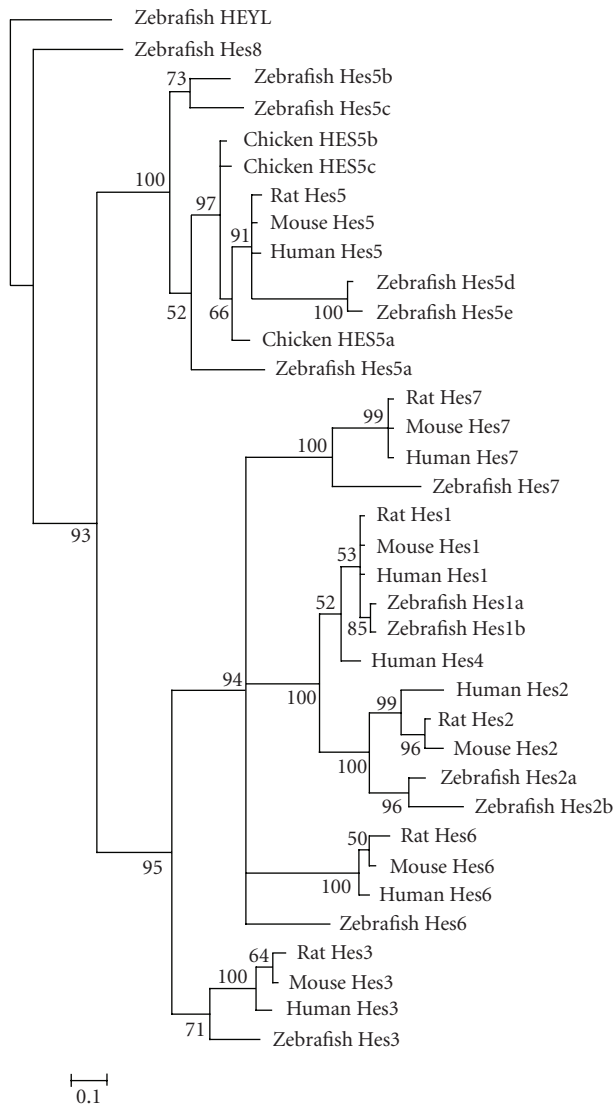 Zebrafish HEYL
Zebrafish Hes8
73
Zebrafish Hes5b
Zebrafish Hes5c
Chicken HES5b
Chicken HES5c
100
97
Rat Hes5
Mouse Hes5
91
Human Hes5
Zebrafish Hes5d
52
66
100
Zebrafish Hes5e
Chicken HES5a
Zebrafish Hes5a
Rat Hes7
99
Mouse Hes7
100
Human Hes7
Zebrafish Hes7
Rat Hes1
93
Mouse Hes1
53
Human Hes1
52
Zebrafish Hes1a
85
Zebrafish Hes1b
Human Hes4
94
100
Human Hes2
99
Rat Hes2
96
Mouse Hes2
100
Zebrafish Hes2a
96
Zebrafish Hes2b
50
Rat Hes6
95
Mouse Hes6
100
Human Hes6
Zebrafish Hes6
64
Rat Hes3
100
Mouse Hes3
Human Hes3
71
Zebrafish Hes3
0.1